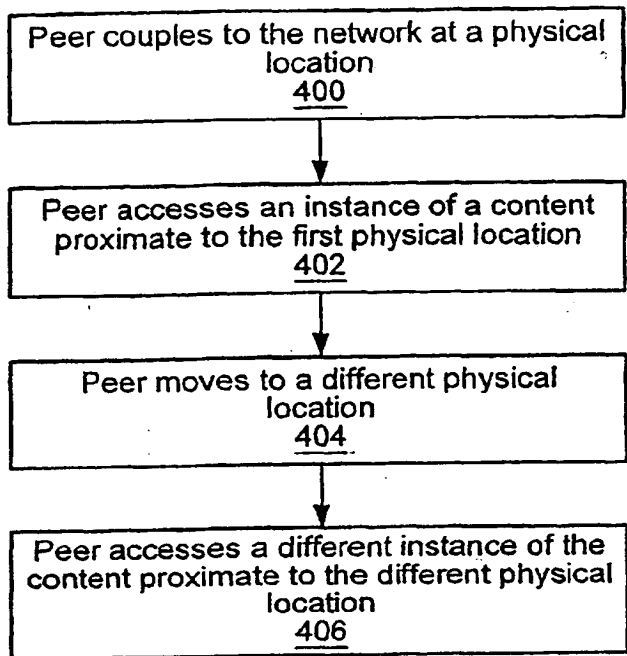 Peer couples to the network at a physical
location
400
Peer accesses an instance of a content
proximate to the first physical location
402
Peer moves to a different physical
location
404
Peer accesses a different instance of the
content proximate to the different physical
location
406